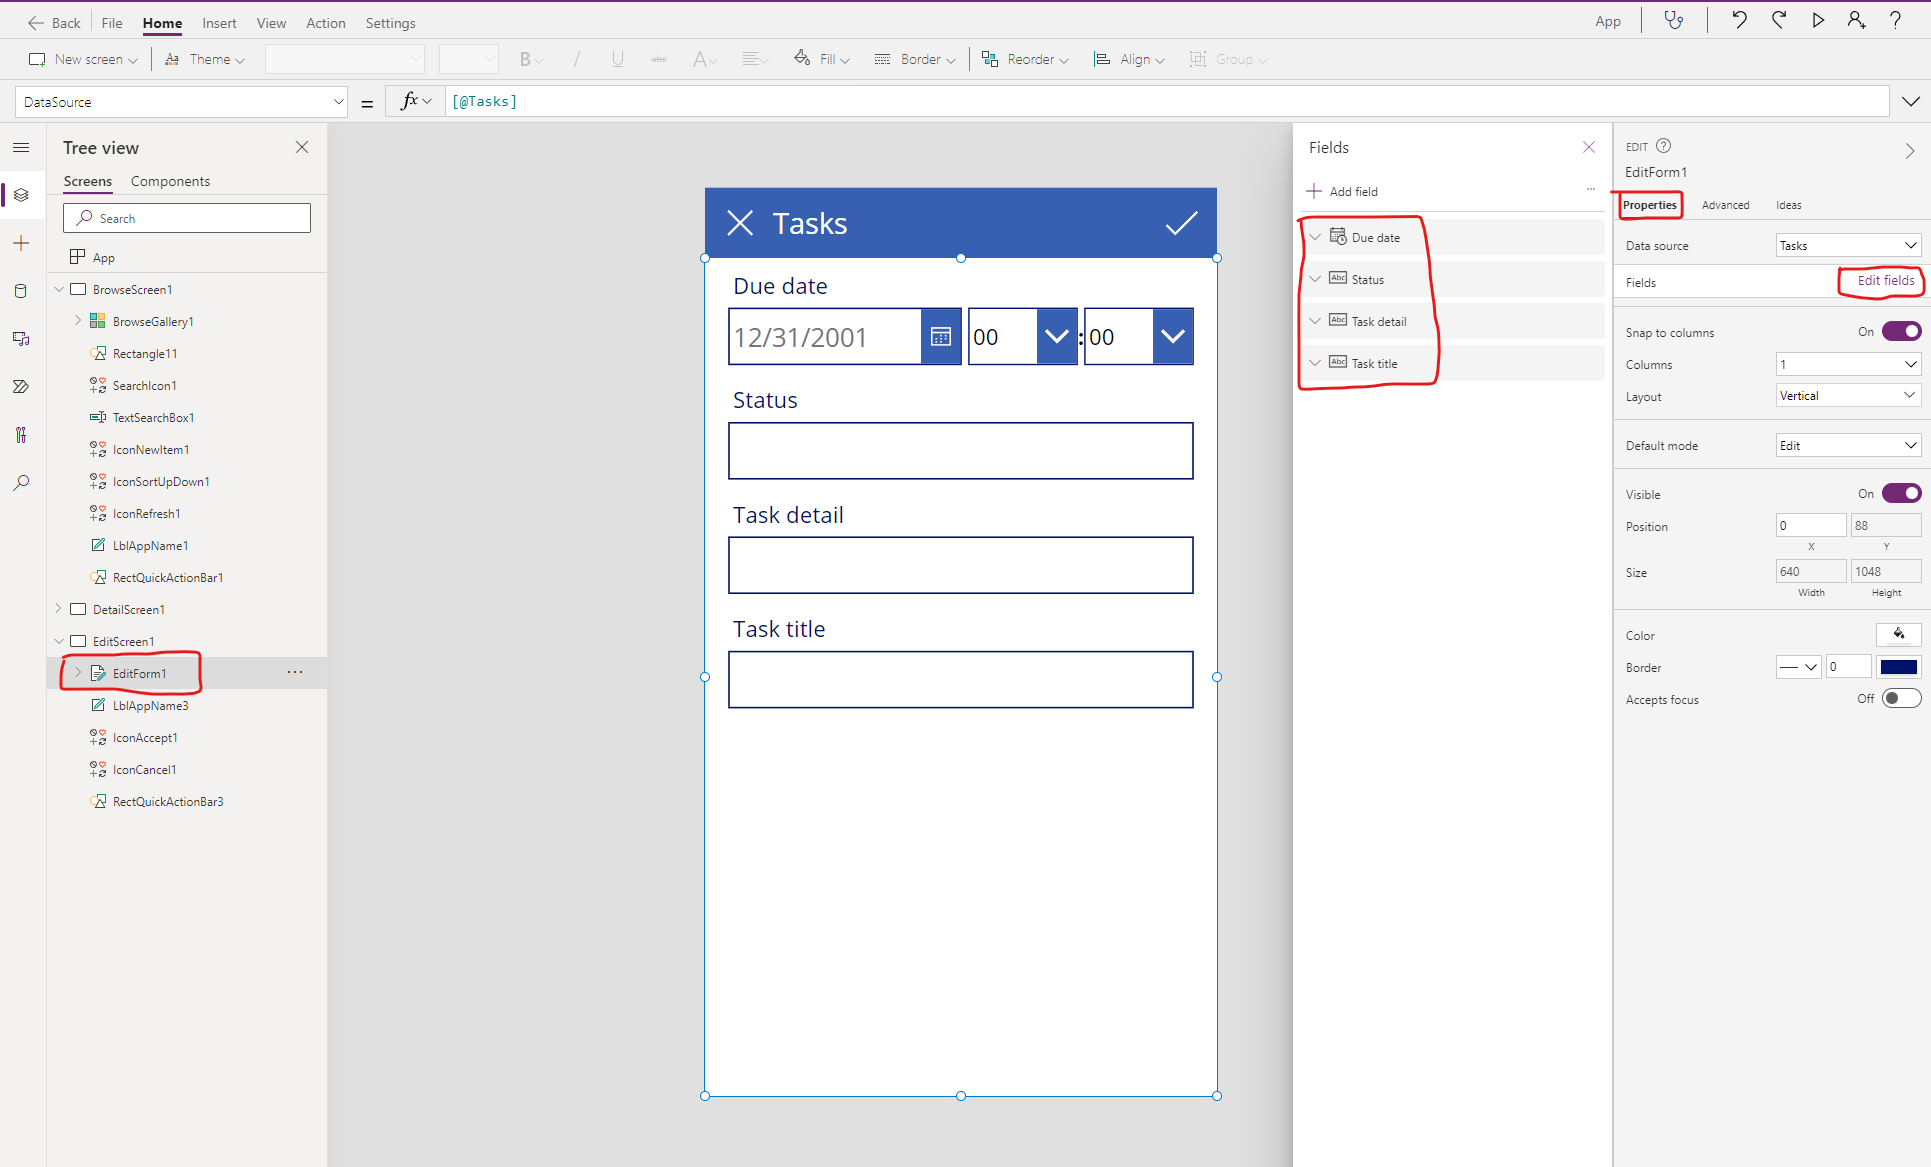 Back File Home Insert View Action Settings App
New screen Theme B / U abc A Fill Border Reorder Align Group
DataSource = fx [@Tasks]
Tree view
Screens Components
Search
App
BrowseScreen1
BrowseGallery1
Rectangle11
SearchIcon1
TextSearchBox1
IconNewItem1
IconSortUpDown1
IconRefresh1
LblAppName1
RectQuickActionBar1
DetailScreen1
EditScreen1
EditForm1 ...
LblAppName3
IconAccept1
IconCancel1
RectQuickActionBar3
Tasks
Due date
12/31/2001 00 : 00
Status
Task detail
Task title
Fields
Add field ...
Due date
Abc Status
Abc Task detail
Abc Task title
EDIT ?
EditForm1
Properties Advanced Ideas
Data source Tasks
Fields Edit fields
Snap to columns On
Columns 1
Layout Vertical
Default mode Edit
Visible On
Position 0 88
X Y
Size 640 1048
Width Height
Color
Border 0
Accepts focus Off